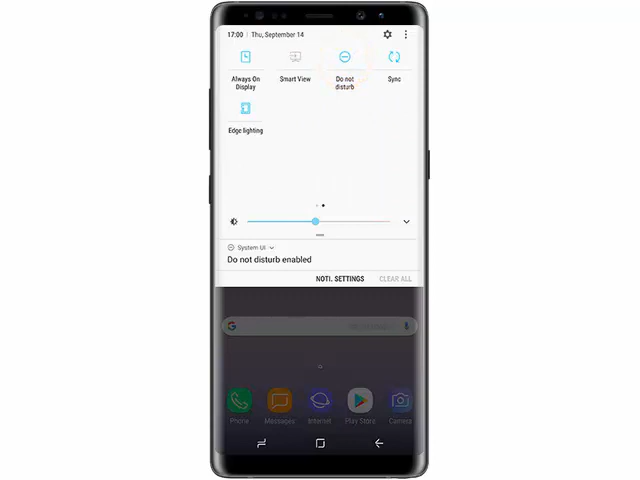 17:00 | Thu, September 14
Always On
Display
Smart View
Do not
disturb
Sync
Edge lighting
System UI
Do not disturb enabled
NOTI. SETTINGS
CLEAR ALL
G
Phone
Messages
Internet
Play Store
Camera